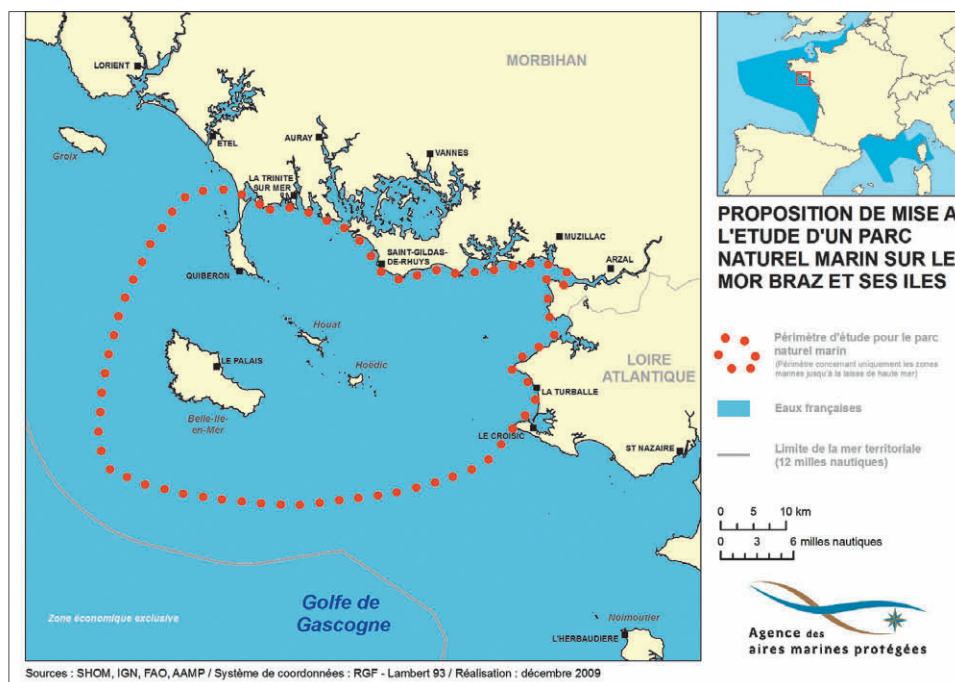 LORIENT
MORBIHAN
Groix
ETEL
AURAY
VANNES
LA TRINITE
SUR MER
SAINT-GILDAS-
DE-RHUYS
MUZILLAC
ARZAL
QUIBERON
Houat
LE PALAIS
Hoëdic
LOIRE
ATLANTIQUE
Belle-Ile-
en-Mer
LA TURBALLE
LE CROISIC
ST NAZAIRE
Zone économique exclusive
Golfe de
Gascogne
Noirmoutier
L'HERBAUDIERE
PROPOSITION DE MISE A
L'ETUDE D'UN PARC
NATUREL MARIN SUR LE
MOR BRAZ ET SES ILES
Périmètre d'étude pour le parc
naturel marin
(Périmètre concernant uniquement les zones
marines jusqu'à la laisse de haute mer)
Eaux françaises
Limite de la mer territoriale
(12 milles nautiques)
0 5 10 km
0 3 6 milles nautiques
Agence des
aires marines protégées
Sources : SHOM, IGN, FAO, AAMP / Système de coordonnées : RGF - Lambert 93 / Réalisation : décembre 2009